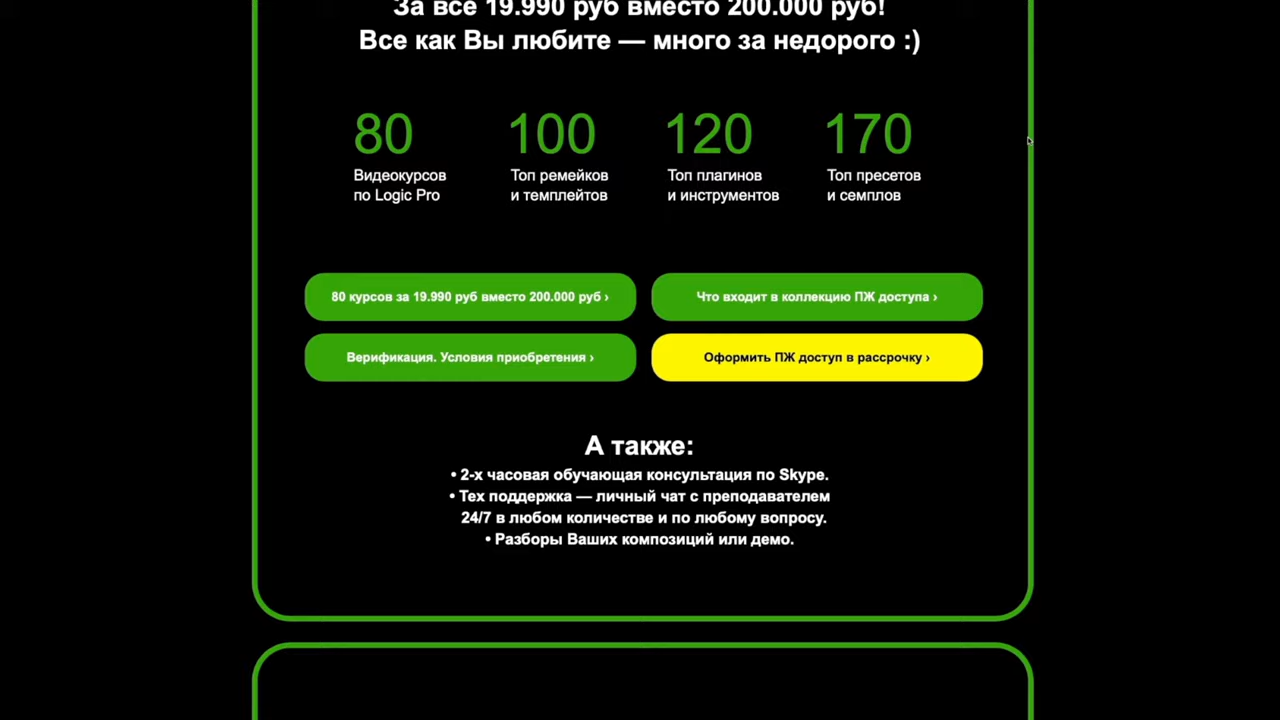 За все 19.990 руб вместо 200.000 руб!
Все как Вы любите — много за недорого :)
80
Видеокурсов
по Logic Pro
100
Топ ремейков
и темплейтов
120
Топ плагинов
и инструментов
170
Топ пресетов
и семплов
80 курсов за 19.990 руб вместо 200.000 руб ›
Что входит в коллекцию ПЖ доступа ›
Верификация. Условия приобретения ›
Оформить ПЖ доступ в рассрочку ›
А также:
• 2-х часовая обучающая консультация по Skype.
• Тех поддержка — личный чат с преподавателем
24/7 в любом количестве и по любому вопросу.
• Разборы Ваших композиций или демо.